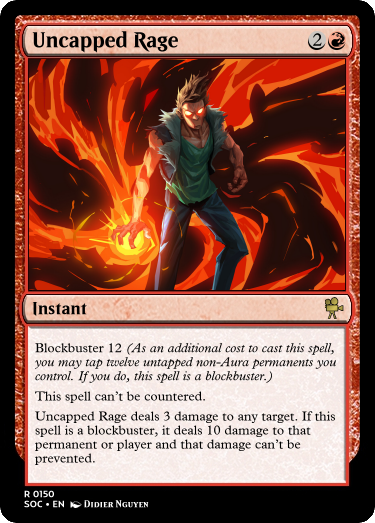 Uncapped Rage 2
Instant
Blockbuster 12 (As an additional cost to cast this spell,
you may tap twelve untapped non-Aura permanents you
control. If you do, this spell is a blockbuster.)
This spell can't be countered.
Uncapped Rage deals 3 damage to any target. If this
spell is a blockbuster, it deals 10 damage to that
permanent or player and that damage can't be
prevented.
R 0150
SOC • EN Didier Nguyen